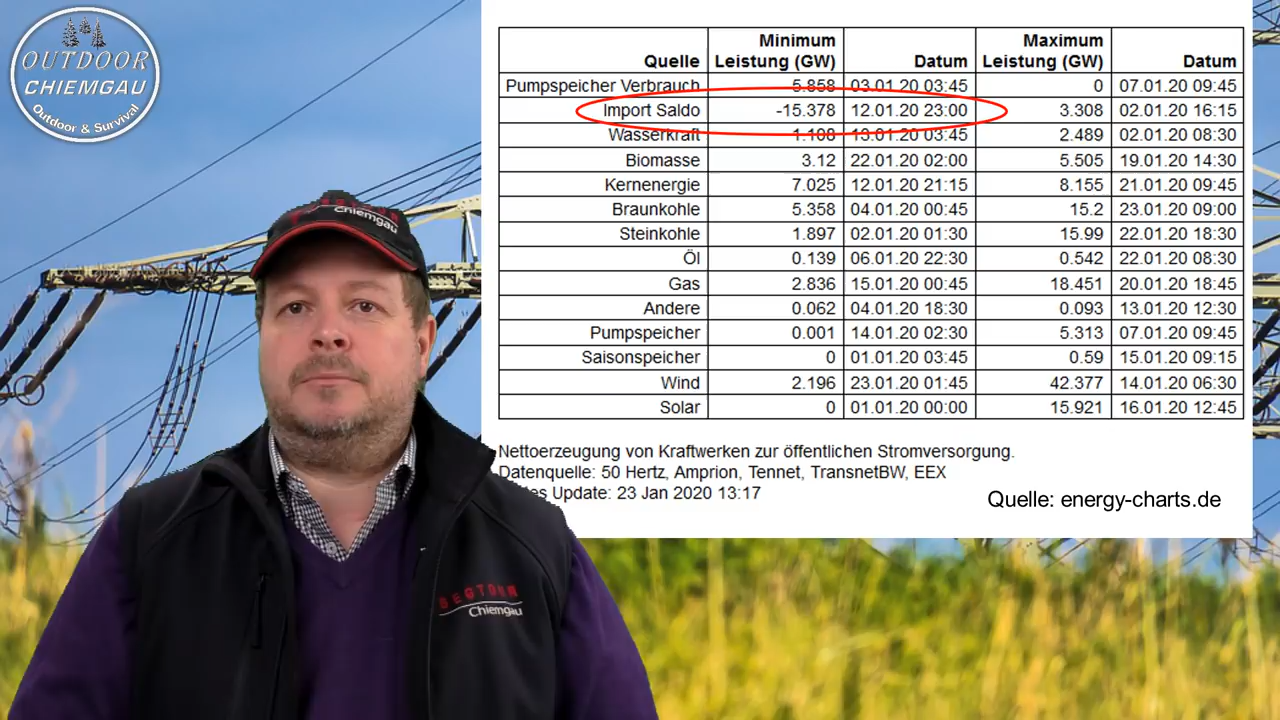 OUTDOOR
CHIEMGAU
Outdoor & Survival
Quelle Minimum Leistung (GW) Datum Maximum Leistung (GW) Datum
Pumpspeicher Verbrauch 5.858 03.01.20 03:45 0 07.01.20 09:45
Import Saldo -15.378 12.01.20 23:00 3.308 02.01.20 16:15
Wasserkraft 1.108 13.01.20 03:45 2.489 02.01.20 08:30
Biomasse 3.12 22.01.20 02:00 5.505 19.01.20 14:30
Kernenergie 7.025 12.01.20 21:15 8.155 21.01.20 09:45
Braunkohle 5.358 04.01.20 00:45 15.2 23.01.20 09:00
Steinkohle 1.897 02.01.20 01:30 15.99 22.01.20 18:30
Öl 0.139 06.01.20 22:30 0.542 22.01.20 08:30
Gas 2.836 15.01.20 00:45 18.451 20.01.20 18:45
Andere 0.062 04.01.20 18:30 0.093 13.01.20 12:30
Pumpspeicher 0.001 14.01.20 02:30 5.313 07.01.20 09:45
Saisonspeicher 0 01.01.20 03:45 0.59 15.01.20 09:15
Wind 2.196 23.01.20 01:45 42.377 14.01.20 06:30
Solar 0 01.01.20 00:00 15.921 16.01.20 12:45
Nettoerzeugung von Kraftwerken zur öffentlichen Stromversorgung.
Datenquelle: 50 Hertz, Amprion, Tennet, TransnetBW, EEX
Update: 23 Jan 2020 13:17
Quelle: energy-charts.de
Chiemgau
SEGTOUR
Chiemgau